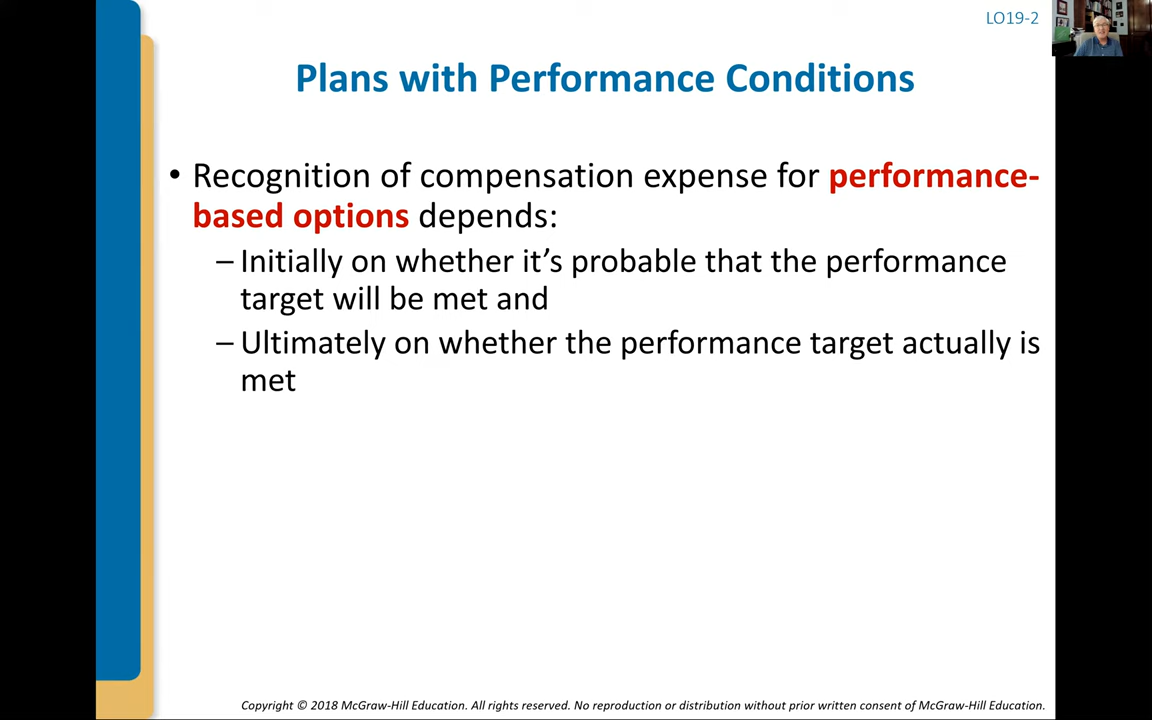 LO19-2
Plans with Performance Conditions
• Recognition of compensation expense for performance-
based options depends:
– Initially on whether it’s probable that the performance
target will be met and
– Ultimately on whether the performance target actually is
met
Copyright © 2018 McGraw-Hill Education. All rights reserved. No reproduction or distribution without prior written consent of McGraw-Hill Education.